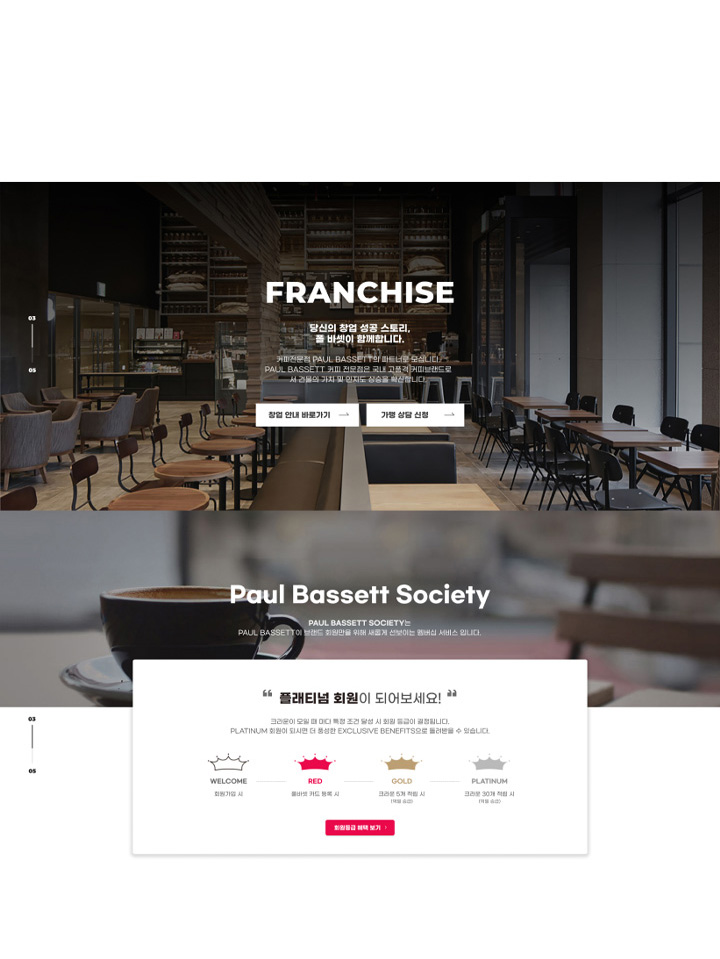 FRANCHISE
당신의 창업 성공 스토리,
폴 바셋이 함께합니다.
03
커피전문점 PAUL BASSETT의 파트너로 모십니다.
PAUL BASSETT 커피 전문점은 국내 고품격 커피브랜드로
서 건물의 가치 및 인지도 상승을 확신합니다.
05
창업 안내 바로가기
가맹 상담 신청
Paul Bassett Society
PAUL BASSETT SOCIETY는
PAUL BASSETT이 브랜드 회원만을 위해 새롭게 선보이는 멤버십 서비스 입니다.
“ 플래티넘 회원이 되어보세요! ”
03
크라운이 모일 때 마다 특정 조건 달성 시 회원 등급이 결정됩니다.
PLATINUM 회원이 되시면 더 풍성한 EXCLUSIVE BENEFITS으로 돌려받을 수 있습니다.
05
WELCOME
RED
GOLD
PLATINUM
회원가입 시
폴바셋 카드 등록 시
크라운 5개 적립 시
크라운 30개 적립 시
(익월 승급)
(익월 승급)
회원등급 혜택 보기 ›